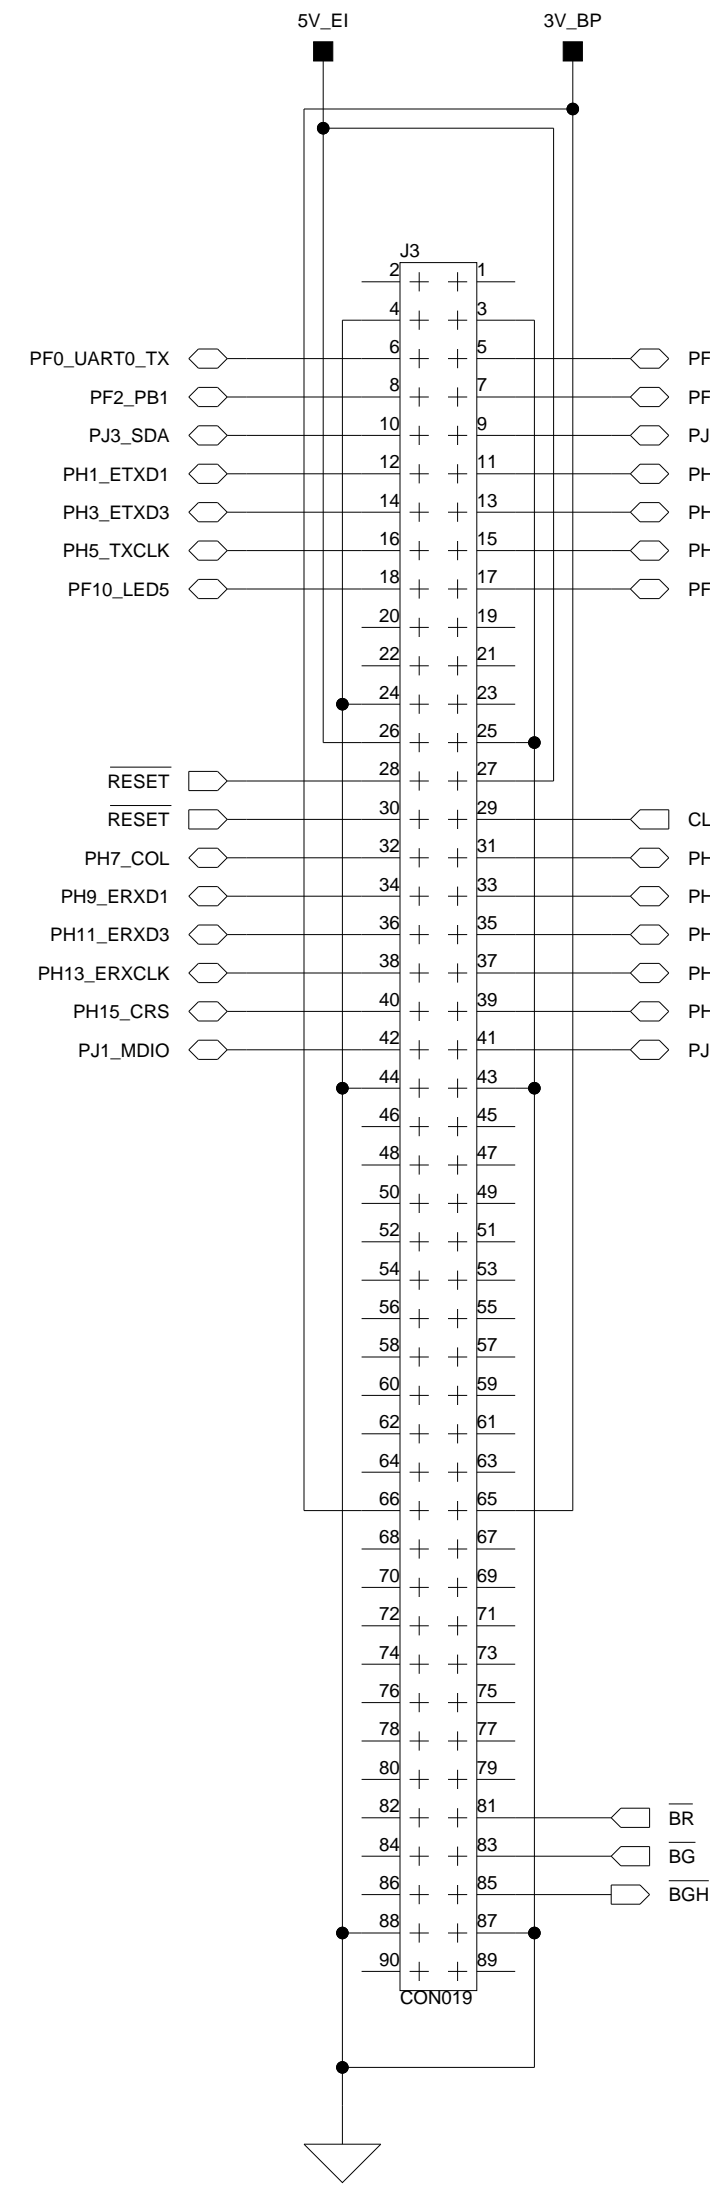 5V_EI 3V_BP
J3
2 1
4 3
PF0_UART0_TX 6 5 PF
PF2_PB1 8 7 PF
PJ3_SDA 10 9 PJ
PH1_ETXD1 12 11 PH
PH3_ETXD3 14 13 PH
PH5_TXCLK 16 15 PH
PF10_LED5 18 17 PF
20 19
22 21
24 23
26 25
RESET 28 27
RESET 30 29 CL
PH7_COL 32 31 PH
PH9_ERXD1 34 33 PH
PH11_ERXD3 36 35 PH
PH13_ERXCLK 38 37 PH
PH15_CRS 40 39 PH
PJ1_MDIO 42 41 PJ
44 43
46 45
48 47
50 49
52 51
54 53
56 55
58 57
60 59
62 61
64 63
66 65
68 67
70 69
72 71
74 73
76 75
78 77
80 79
82 81 BR
84 83 BG
86 85 BGH
88 87
90 89
CON019